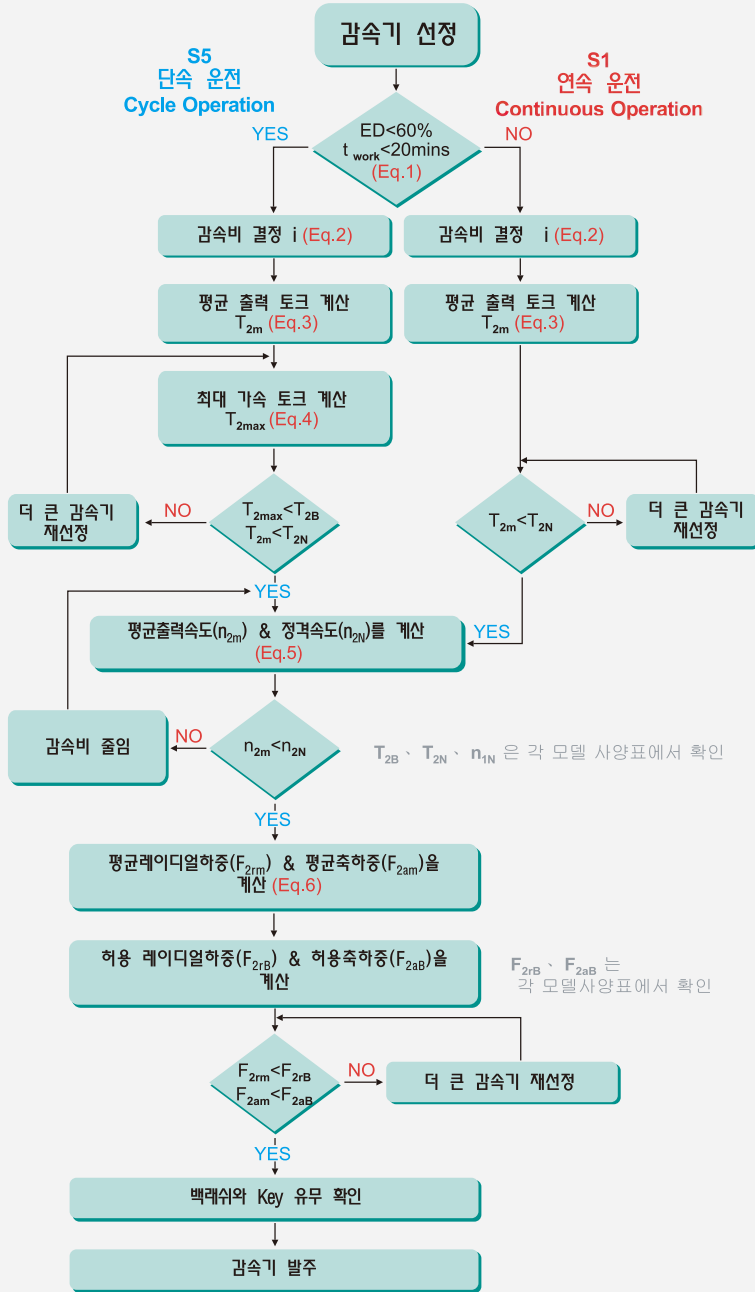 감속기 선정
S5
단속 운전
Cycle Operation
S1
연속 운전
Continuous Operation
ED<60%
t work<20mins
(Eq.1)
YES
NO
감속비 결정 i (Eq.2)
감속비 결정 i (Eq.2)
평균 출력 토크 계산
T2m (Eq.3)
평균 출력 토크 계산
T2m (Eq.3)
최대 가속 토크 계산
T2max (Eq.4)
더 큰 감속기
재선정
NO
T2max<T2B
T2m<T2N
T2m<T2N
NO
더 큰 감속기
재선정
YES
평균출력속도(n2m) & 정격속도(n2N)를 계산
(Eq.5)
YES
감속비 줄임
NO
n2m<n2N
T2B 、 T2N 、 n1N 은 각 모델 사양표에서 확인
YES
평균레이디얼하중(F2rm) & 평균축하중(F2am)을
계산 (Eq.6)
허용 레이디얼하중(F2rB) & 허용축하중(F2aB)을
계산
F2rB 、 F2aB 는
각 모델사양표에서 확인
F2rm<F2rB
F2am<F2aB
NO
더 큰 감속기 재선정
YES
백래쉬와 Key 유무 확인
감속기 발주